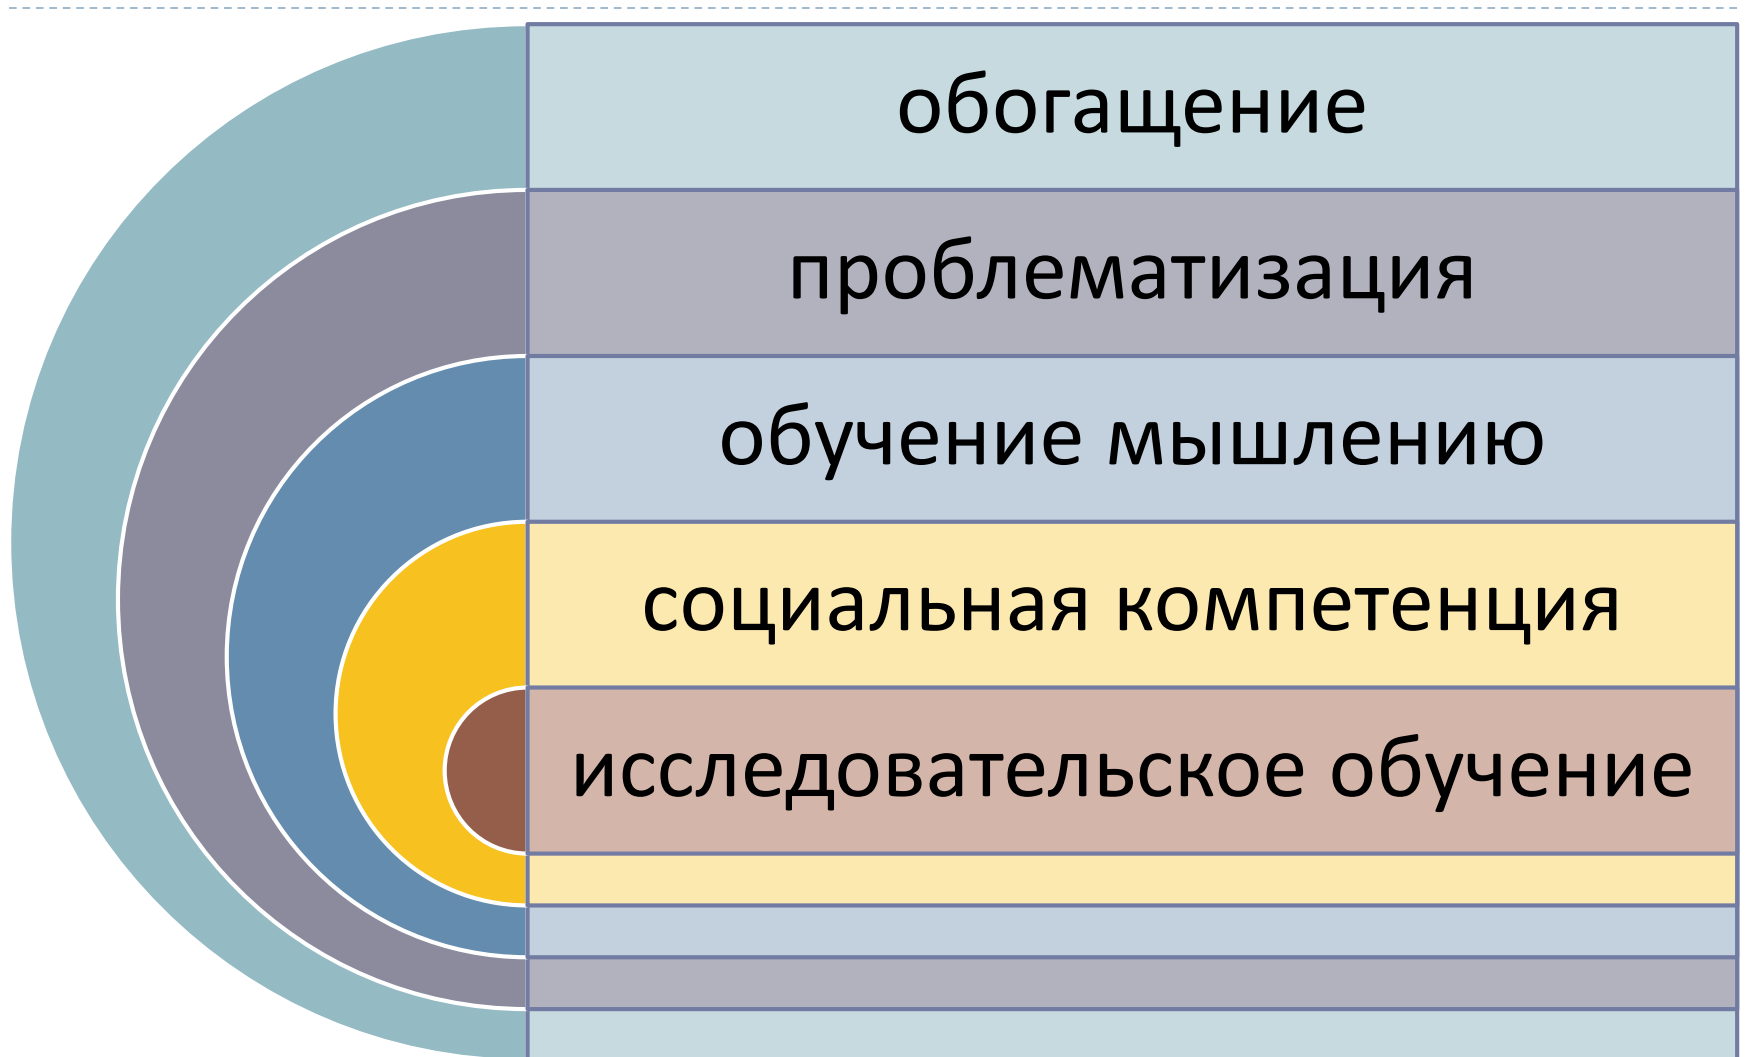 обогащение
проблематизация
обучение мышлению
социальная компетенция
исследовательское обучение